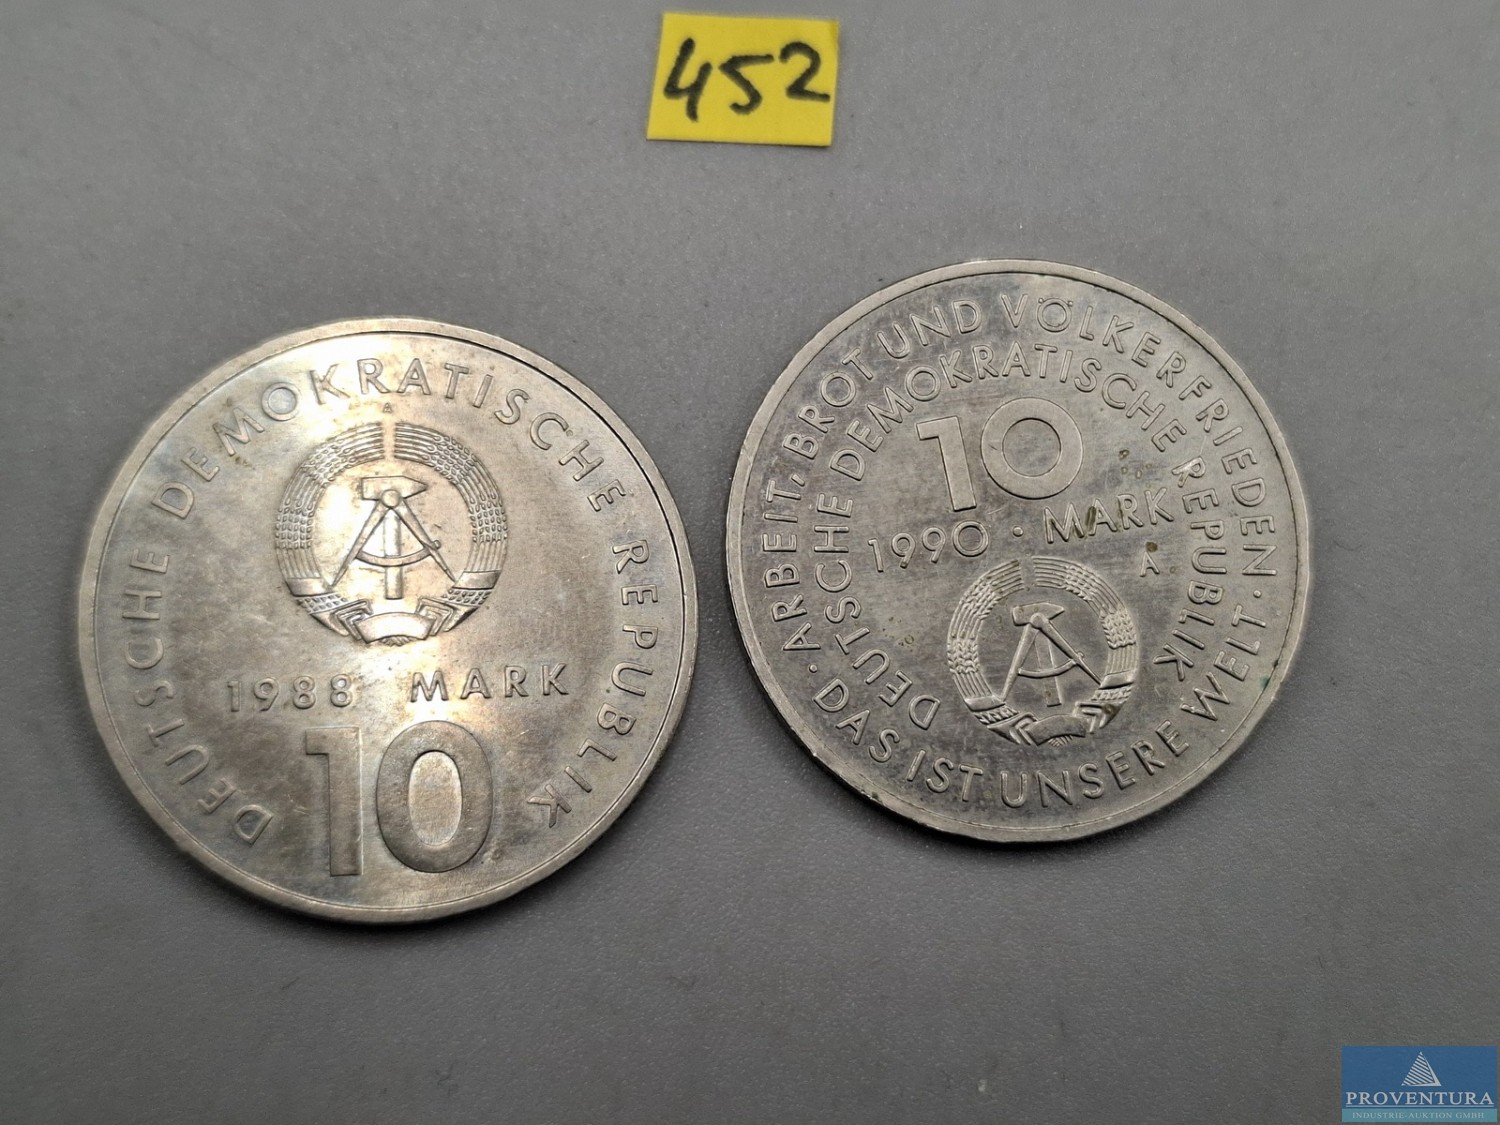 452
DEUTSCHE DEMOKRATISCHE REPUBLIK
A
1988 MARK
10
· ARBEIT, BROT UND VÖLKERFRIEDEN · DAS IST UNSERE WELT ·
DEUTSCHE DEMOKRATISCHE REPUBLIK
10
1990 · MARK
A
PROVENTURA
INDUSTRIE-AUKTION GMBH